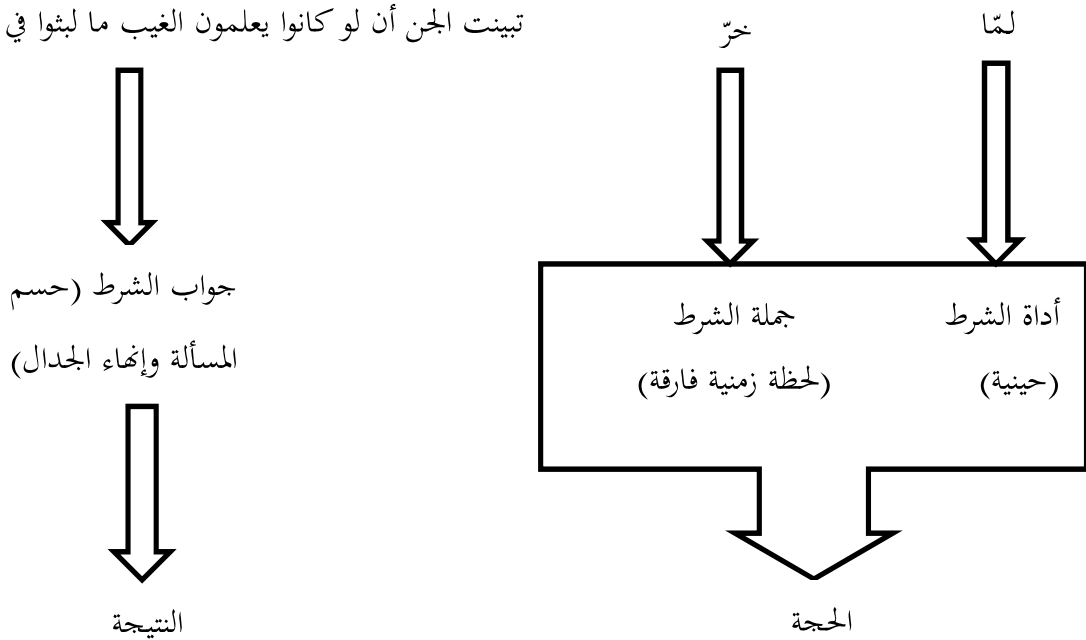 لمّا
خرّ
تبينت الجن أن لو كانوا يعلمون الغيب ما لبثوا في
أداة الشرط
(حينية)
جملة الشرط
(لحظة زمنية فارقة)
جواب الشرط (حسم
المسألة وإنهاء الجدال)
الحجة
النتيجة